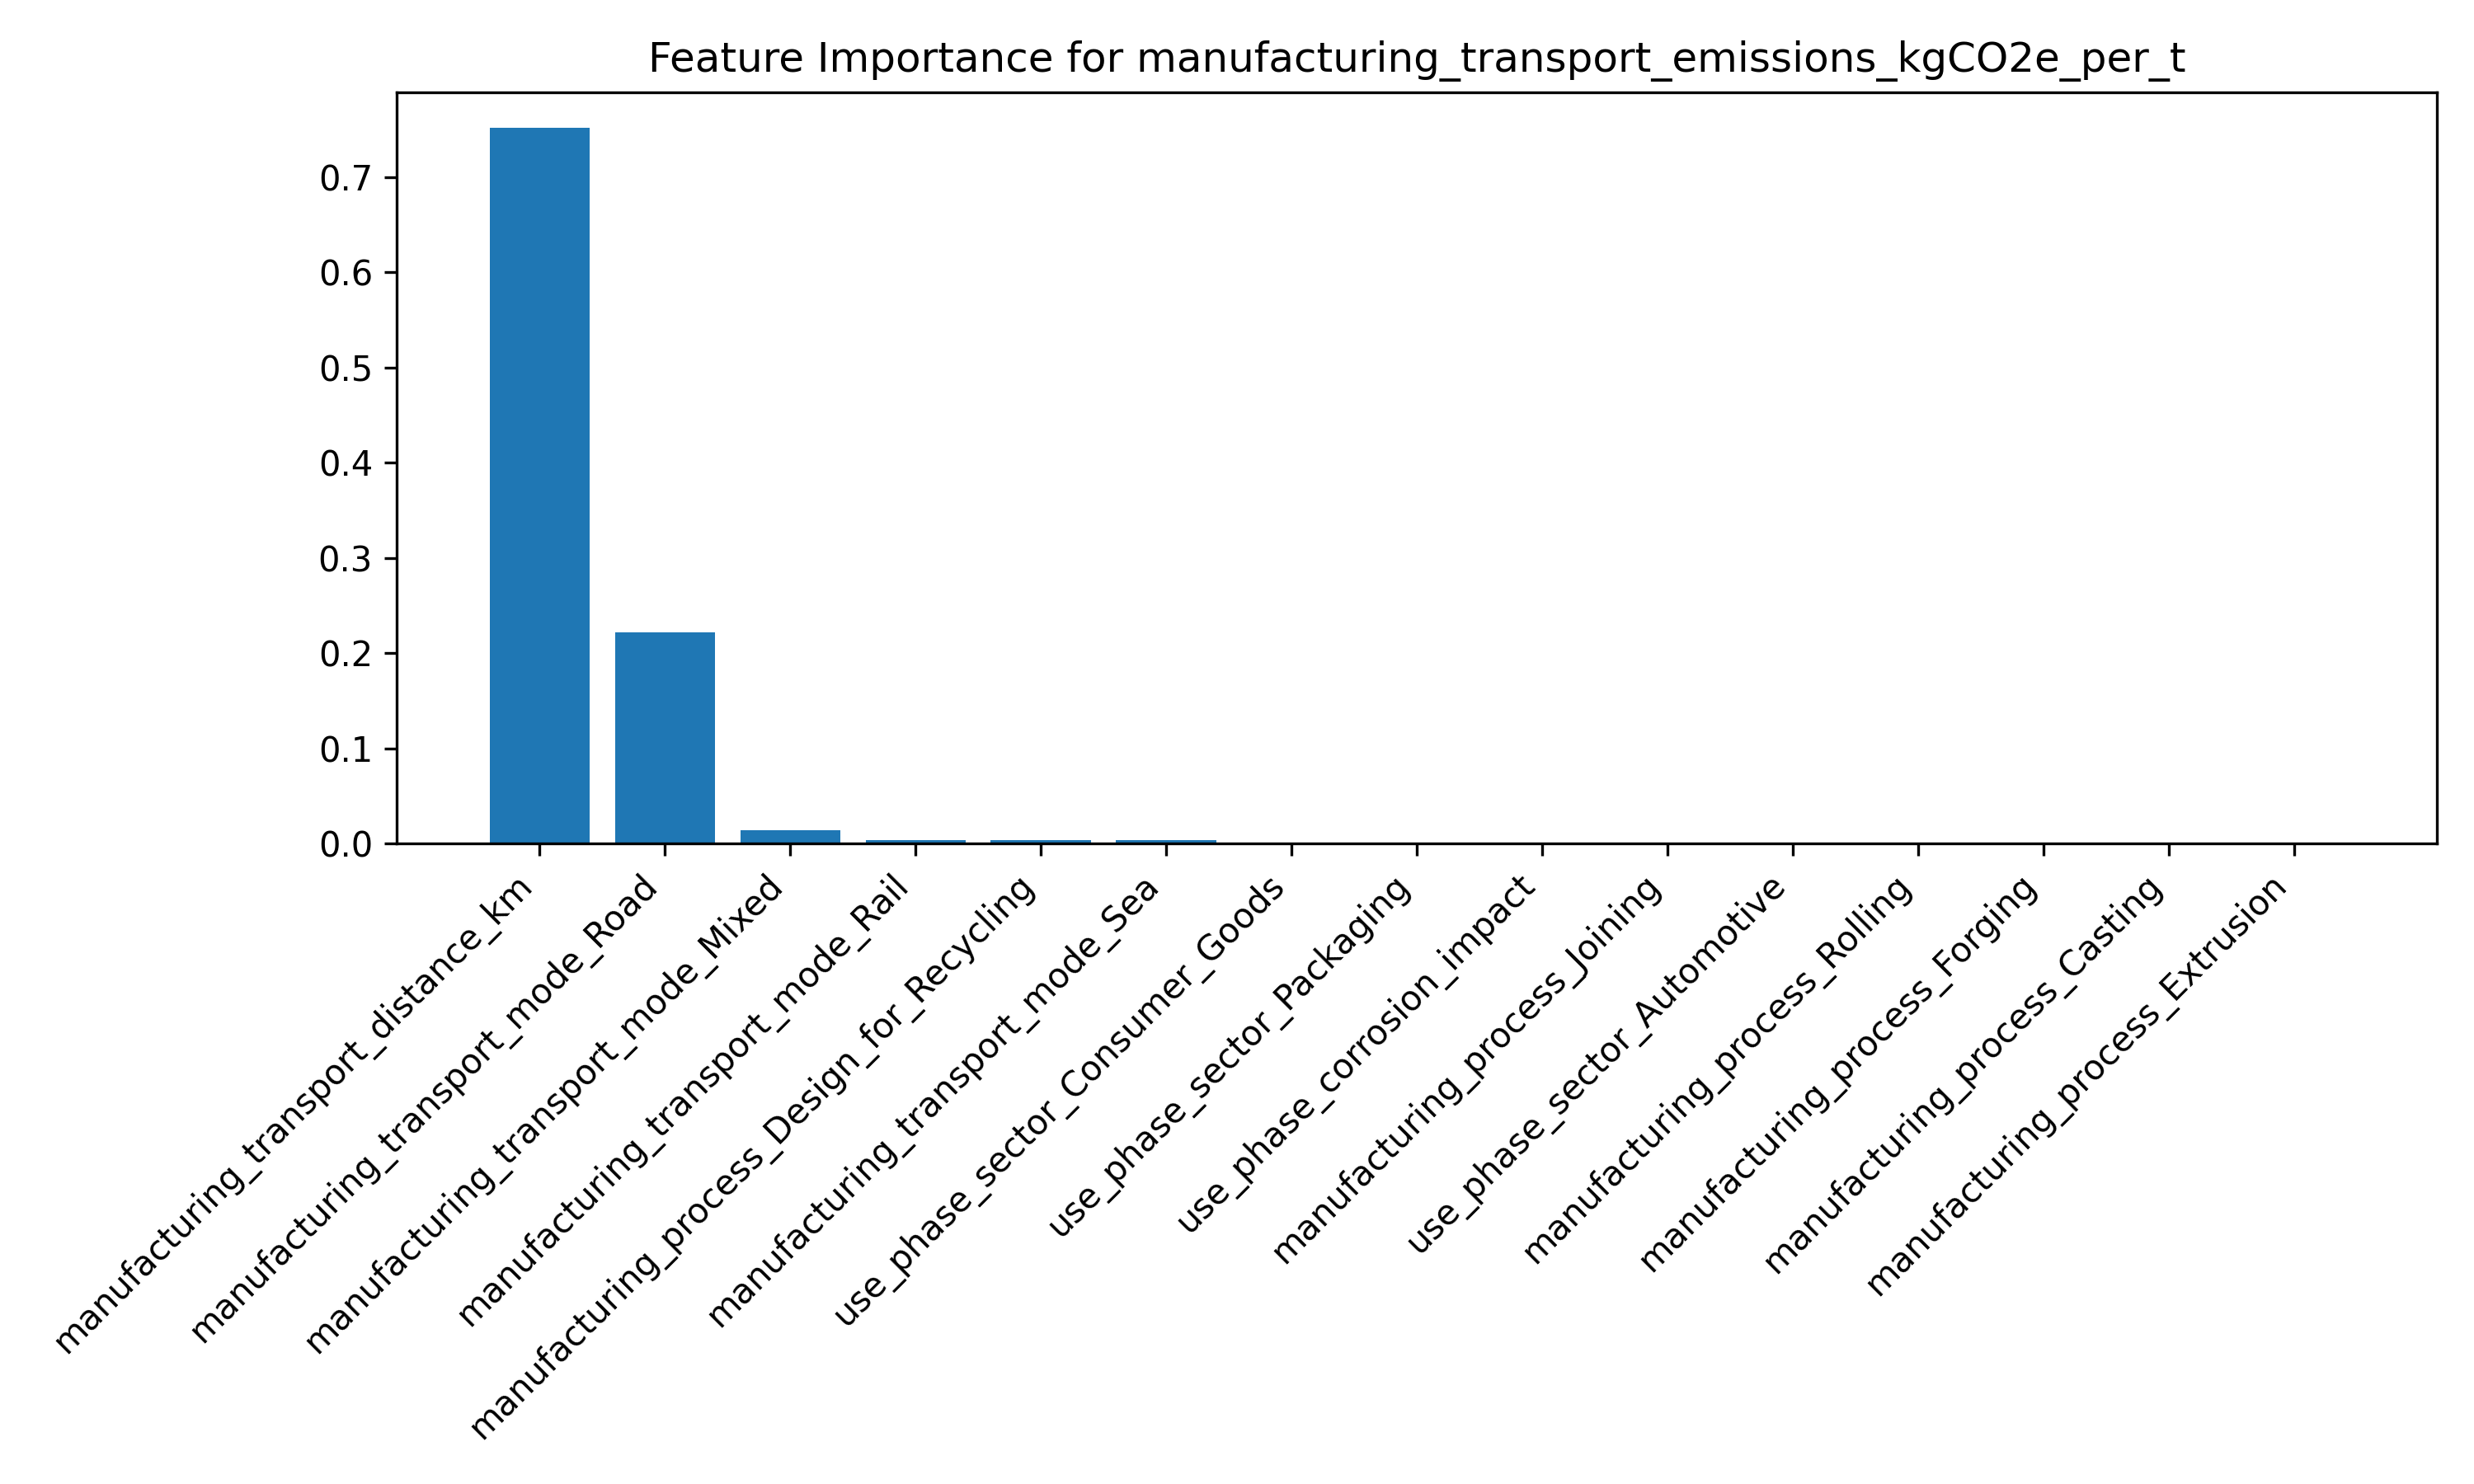 Feature Importance for manufacturing_transport_emissions_kgCO2e_per_t
0.7
0.6
0.5
0.4
0.3
0.2
0.1
0.0
manufacturing_transport_distance_km
manufacturing_transport_mode_Road
manufacturing_transport_mode_Mixed
manufacturing_transport_mode_Rail
manufacturing_process_Design_for_Recycling
manufacturing_transport_mode_Sea
use_phase_sector_Consumer_Goods
use_phase_sector_Packaging
use_phase_corrosion_impact
manufacturing_process_Joining
use_phase_sector_Automotive
manufacturing_process_Rolling
manufacturing_process_Forging
manufacturing_process_Casting
manufacturing_process_Extrusion